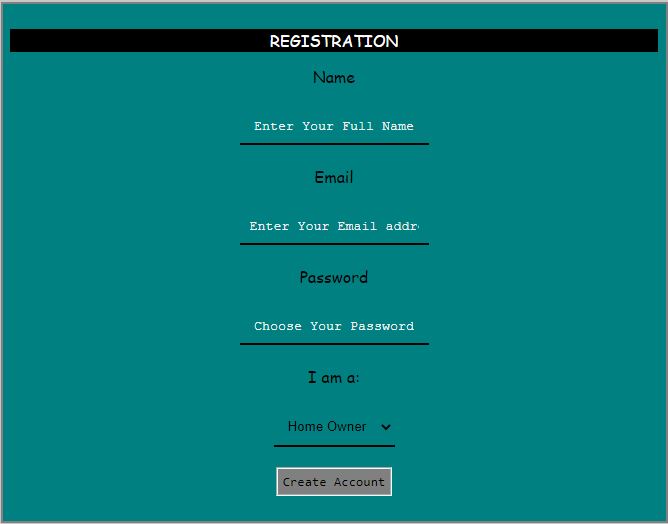 REGISTRATION
Name
Enter Your Full Name
Email
Enter Your Email addr
Password
Choose Your Password
I am a:
Home Owner
Create Account